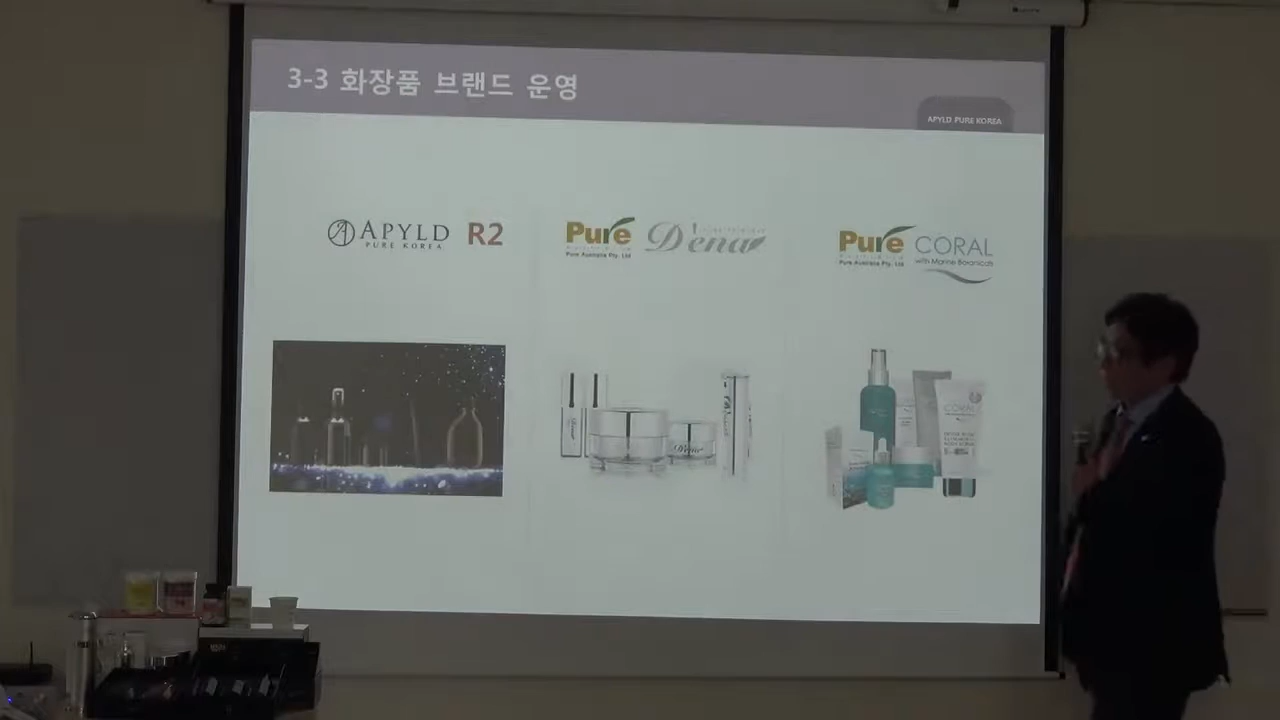 3-3 화장품 브랜드 운영
APYLD PURE KOREA
APYLD R2
PURE KOREA
Pure Dena
Pure Australia Pty. Ltd
Pure CORAL
Pure Australia Pty. Ltd with Marine Botanicals
Dena
CORAL